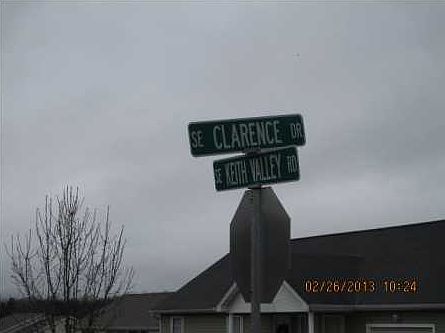 SE CLARENCE DR
SE KEITH VALLEY RD
02/26/2013 10:24